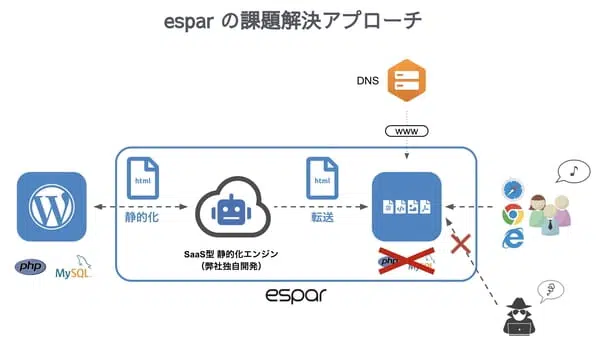 espar の課題解決アプローチ
DNS
www
html
html
静的化
転送
SaaS型 静的化エンジン
(弊社独自開発)
php
MySQL
php
espar